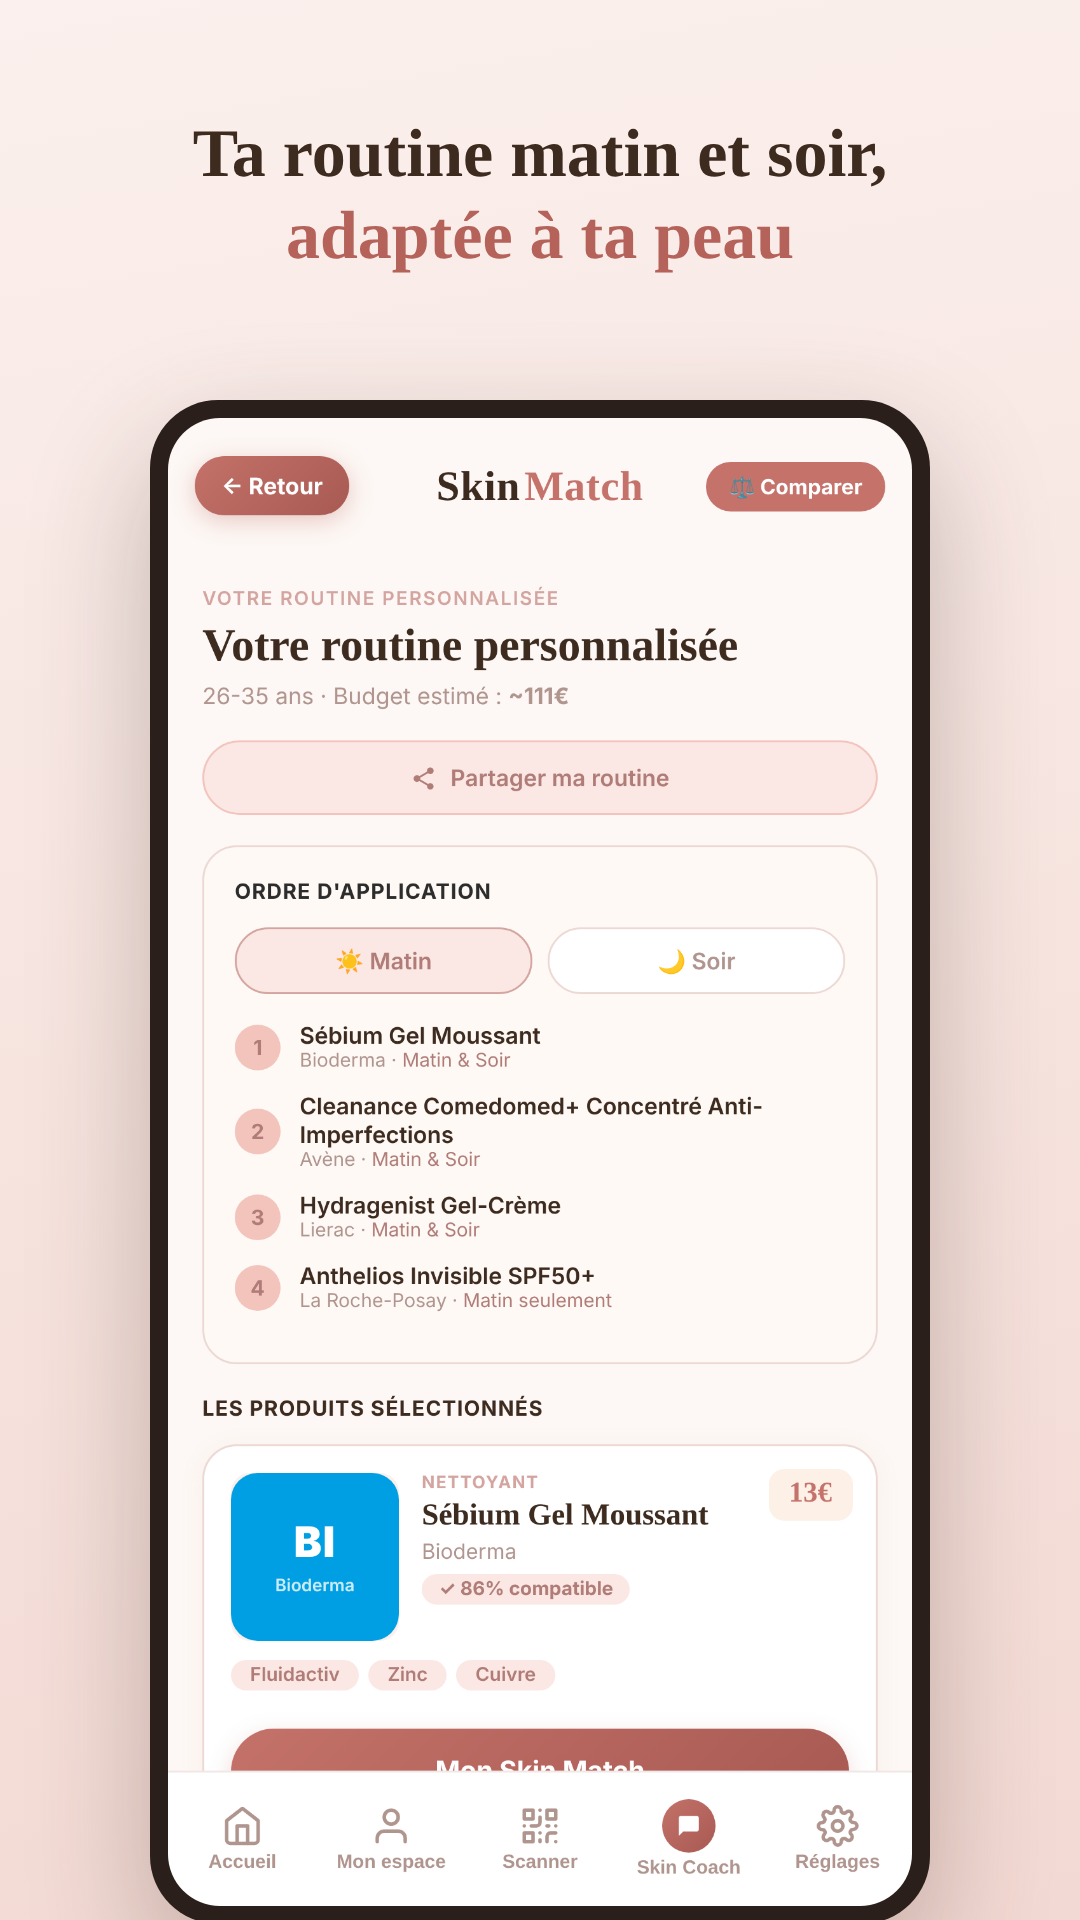 Ta routine matin et soir,
adaptée à ta peau
← Retour
SkinMatch
⚖️ Comparer
VOTRE ROUTINE PERSONNALISÉE
Votre routine personnalisée
26-35 ans · Budget estimé : ~111€
Partager ma routine
ORDRE D'APPLICATION
☀️ Matin
🌙 Soir
1
Sébium Gel Moussant
Bioderma · Matin & Soir
2
Cleanance Comedomed+ Concentré Anti-
Imperfections
Avène · Matin & Soir
3
Hydragenist Gel-Crème
Lierac · Matin & Soir
4
Anthelios Invisible SPF50+
La Roche-Posay · Matin seulement
LES PRODUITS SÉLECTIONNÉS
BI
Bioderma
NETTOYANT
Sébium Gel Moussant
Bioderma
✓ 86% compatible
13€
Fluidactiv
Zinc
Cuivre
Mon Skin Match
Accueil
Mon espace
Scanner
Skin Coach
Réglages